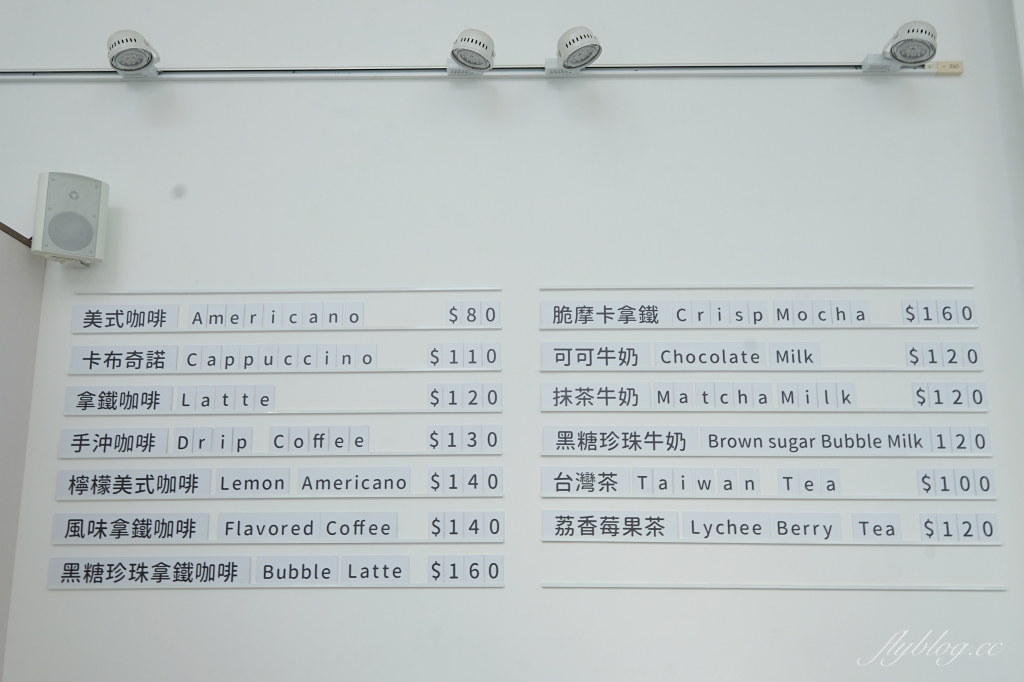 美式咖啡 Americano $80
卡布奇諾 Cappuccino $110
拿鐵咖啡 Latte $120
手沖咖啡 Drip Coffee $130
檸檬美式咖啡 Lemon Americano $140
風味拿鐵咖啡 Flavored Coffee $140
黑糖珍珠拿鐵咖啡 Bubble Latte $160
脆摩卡拿鐵 Crisp Mocha $160
可可牛奶 Chocolate Milk $120
抹茶牛奶 Matcha Milk $120
黑糖珍珠牛奶 Brown sugar Bubble Milk 120
台灣茶 Taiwan Tea $100
荔香莓果茶 Lychee Berry Tea $120
flyblog.cc